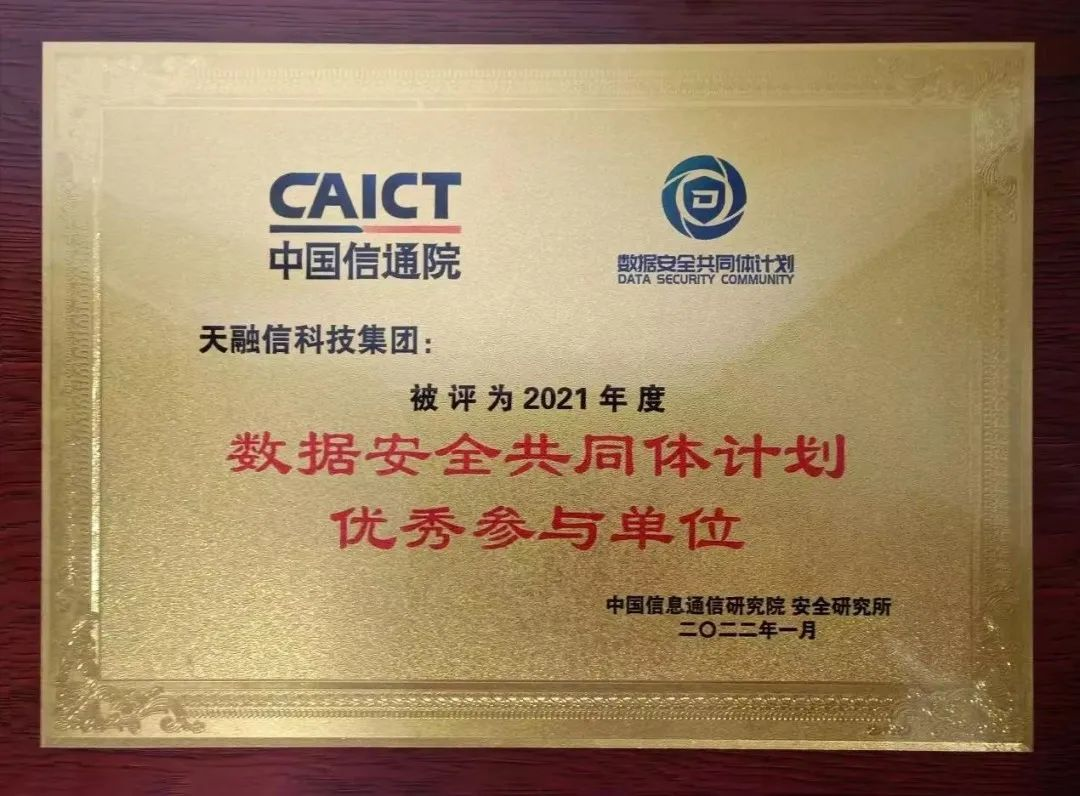 CAICT
中国信通院
D
数据安全共同体计划
DATA SECURITY COMMUNITY
天融信科技集团：
被评为2021年度
数据安全共同体计划
优秀参与单位
中国信息通信研究院 安全研究所
二〇二二年一月